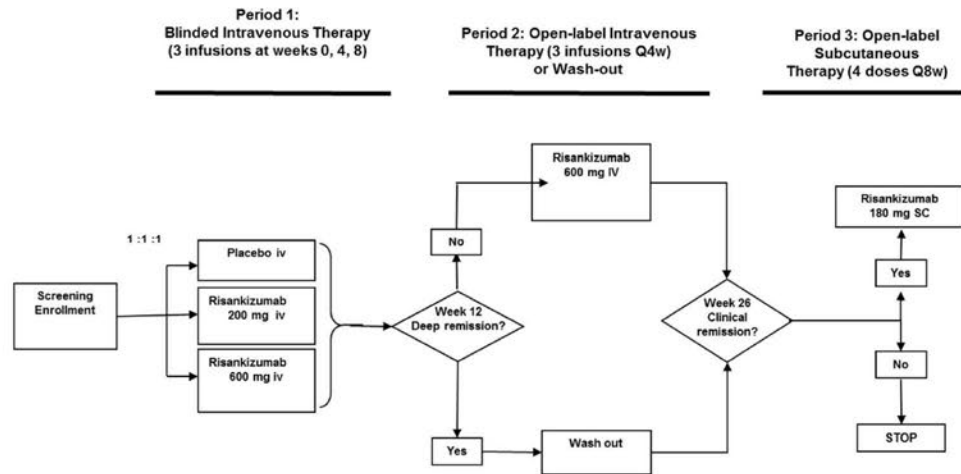 Period 1:
Blinded Intravenous Therapy
(3 infusions at weeks 0, 4, 8)
Period 2: Open-label Intravenous
Therapy (3 infusions Q4w)
or Wash-out
Period 3: Open-label
Subcutaneous
Therapy (4 doses Q8w)
1 :1 :1
Screening
Enrollment
Placebo iv
Risankizumab
200 mg iv
Risankizumab
600 mg iv
Week 12
Deep remission?
No
Risankizumab
600 mg IV
Yes
Wash out
Week 26
Clinical
remission?
Yes
Risankizumab
180 mg SC
No
STOP